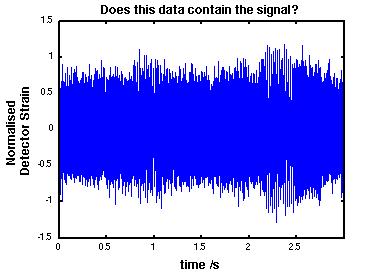 Does this data contain the signal?
1.5
1
0.5
0
-0.5
-1
-1.5
Normalised
Detector Strain
0 0.5 1 1.5 2 2.5
time /s